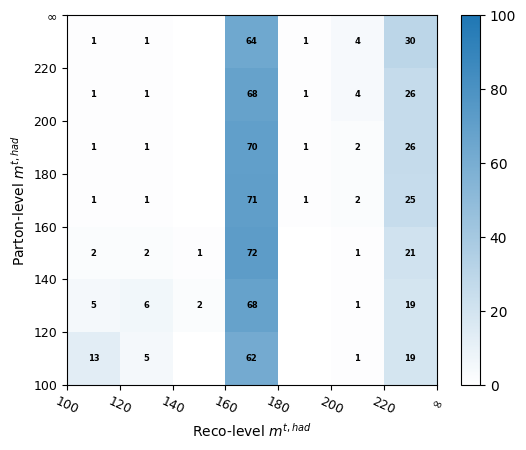 ∞ 1 1 64 1 4 30 100
220 1 1 68 1 4 26
200 1 1 70 1 2 26 80
180 1 1 71 1 2 25 60
160 2 2 1 72 1 21 40
140 5 6 2 68 1 19 20
120 13 5 62 1 19
100 0
Parton-level m^{t,had}
100 120 140 160 180 200 220 ∞
Reco-level m^{t,had}